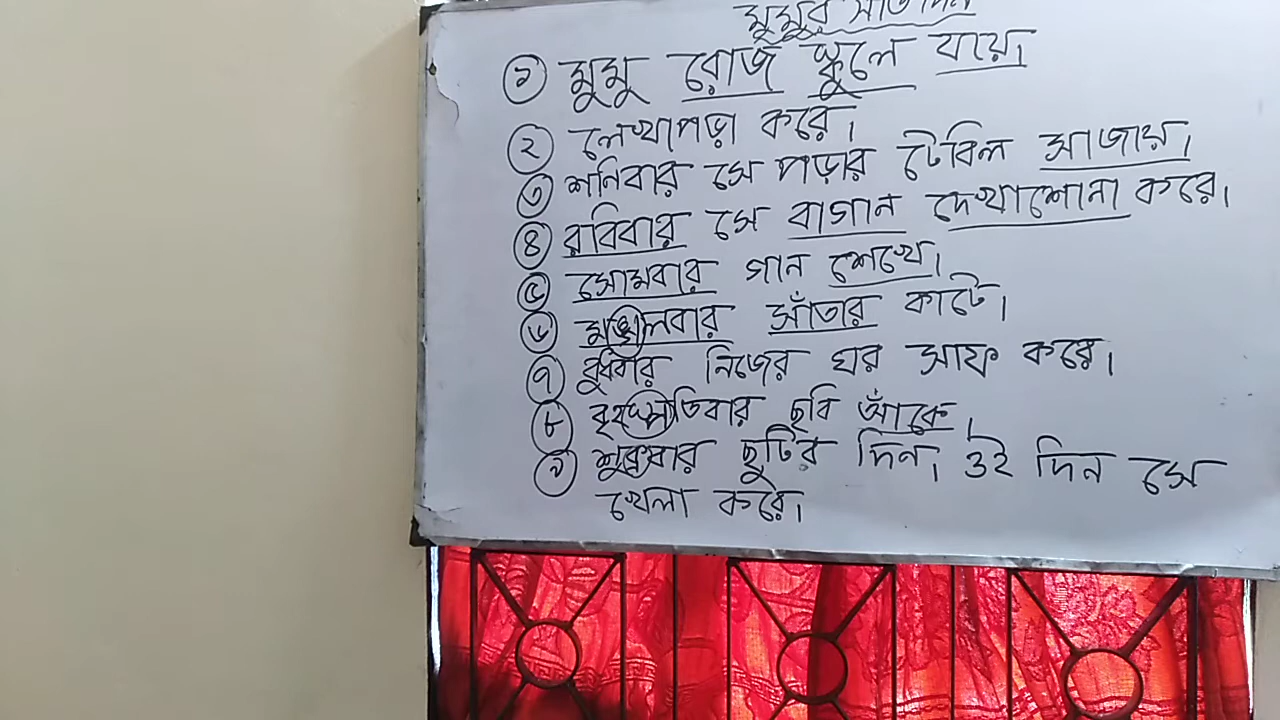 মুমুর সাতদিন
১ মুমু রোজ স্কুলে যায়।
২ লেখাপড়া করে।
৩ শনিবার সে পড়ার টেবিল সাজায়।
৪ রবিবার সে বাগান দেখাশোনা করে।
৫ সোমবার গান শেখে।
৬ মঙ্গলবার সাঁতার কাটে।
৭ বুধবার নিজের ঘর সাফ করে।
৮ বৃহস্পতিবার ছবি আঁকে।
৯ শুক্রবার ছুটির দিন। ওই দিন সে
খেলা করে।